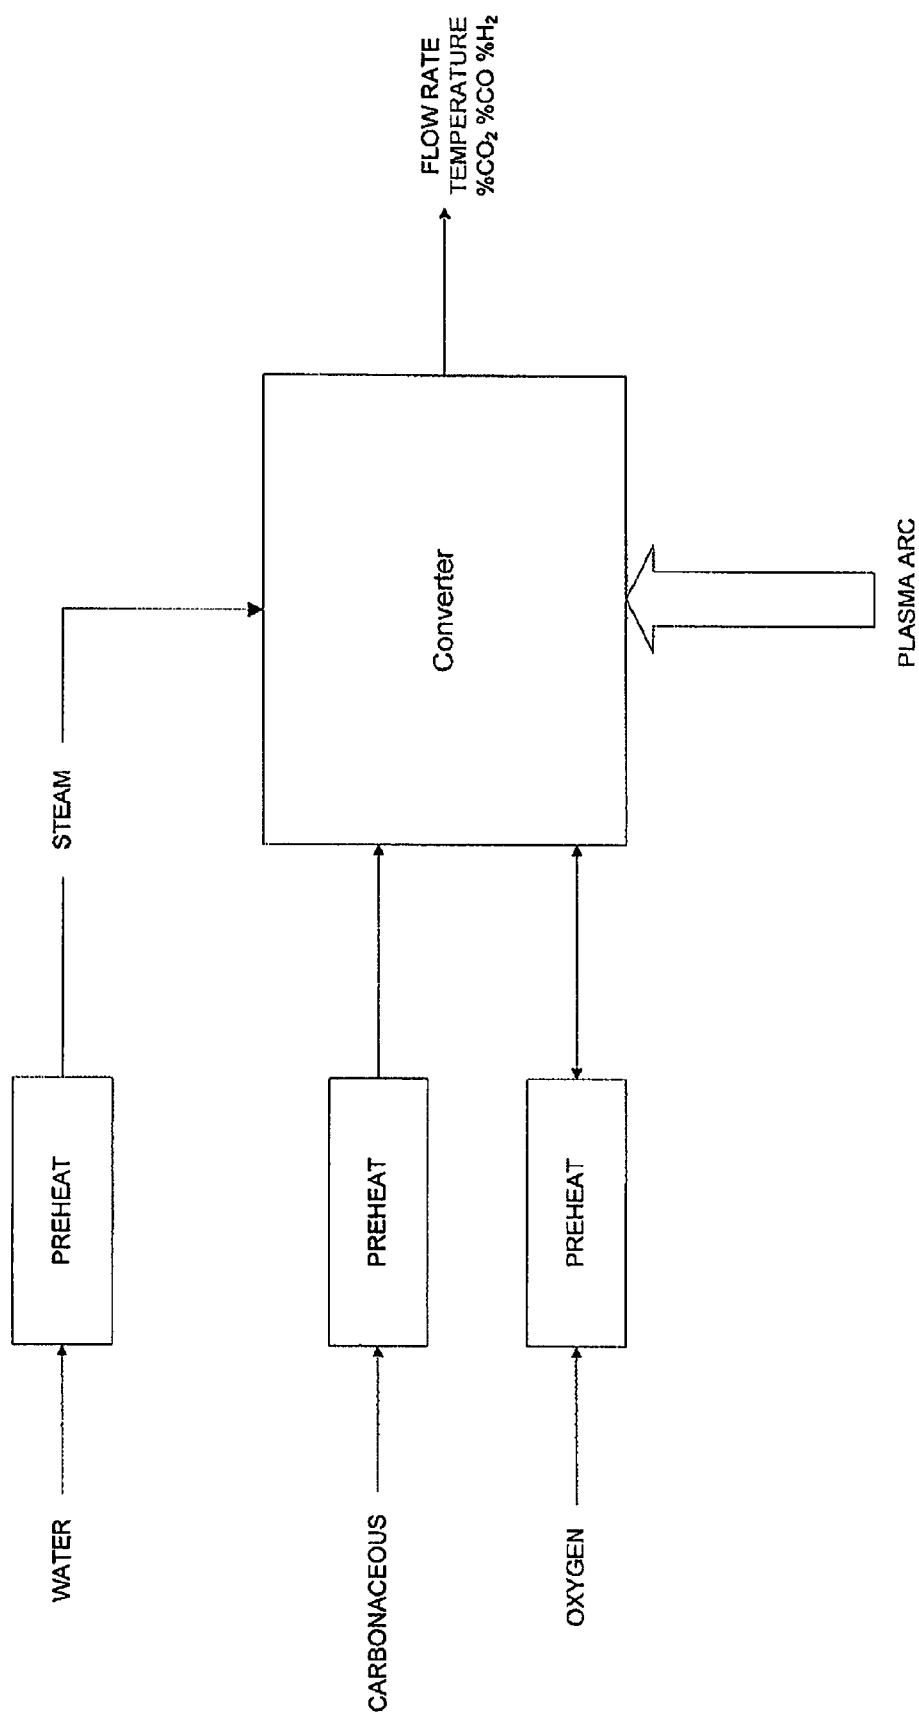 WATER
PREHEAT
STEAM
CARBONACEOUS
PREHEAT
OXYGEN
PREHEAT
Converter
PLASMA ARC
FLOW RATE
TEMPERATURE
%CO₂ %CO %H₂